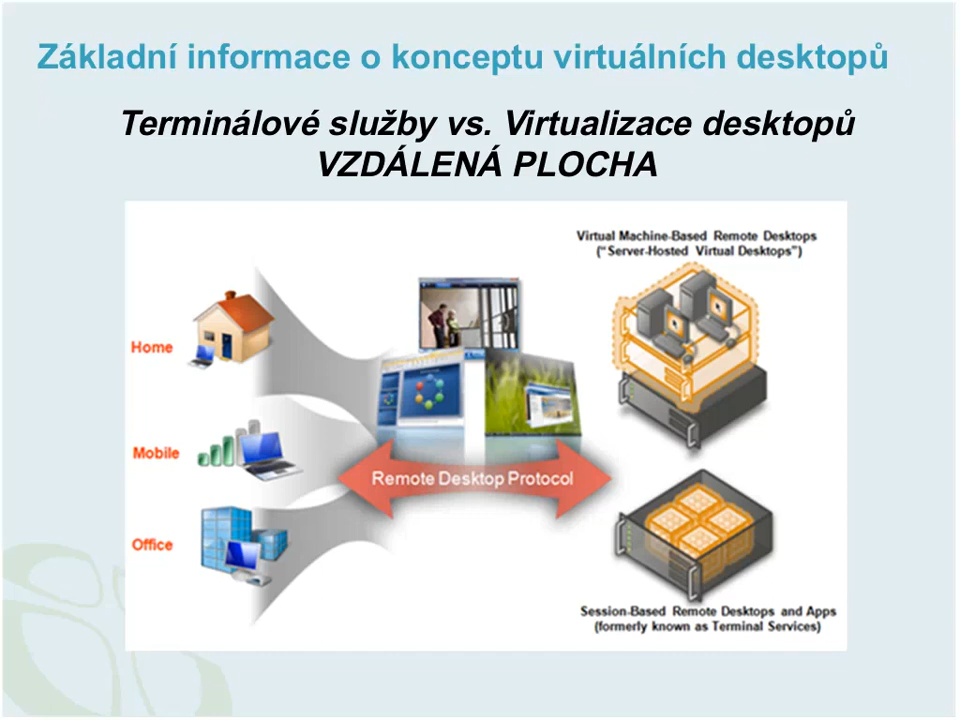 Základní informace o konceptu virtuálních desktopů
Terminálové služby vs. Virtualizace desktopů
VZDÁLENÁ PLOCHA
Virtual Machine-Based Remote Desktops
("Server-Hosted Virtual Desktops")
Home
Mobile
Remote Desktop Protocol
Office
Session-Based Remote Desktops and Apps
(formerly known as Terminal Services)